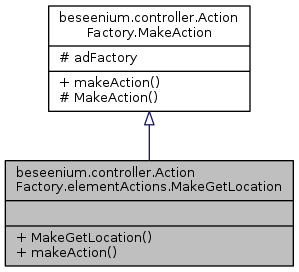 beseenium.controller.Action
Factory.MakeAction
# adFactory
+ makeAction()
# MakeAction()
beseenium.controller.Action
Factory.elementActions.MakeGetLocation
+ MakeGetLocation()
+ makeAction()